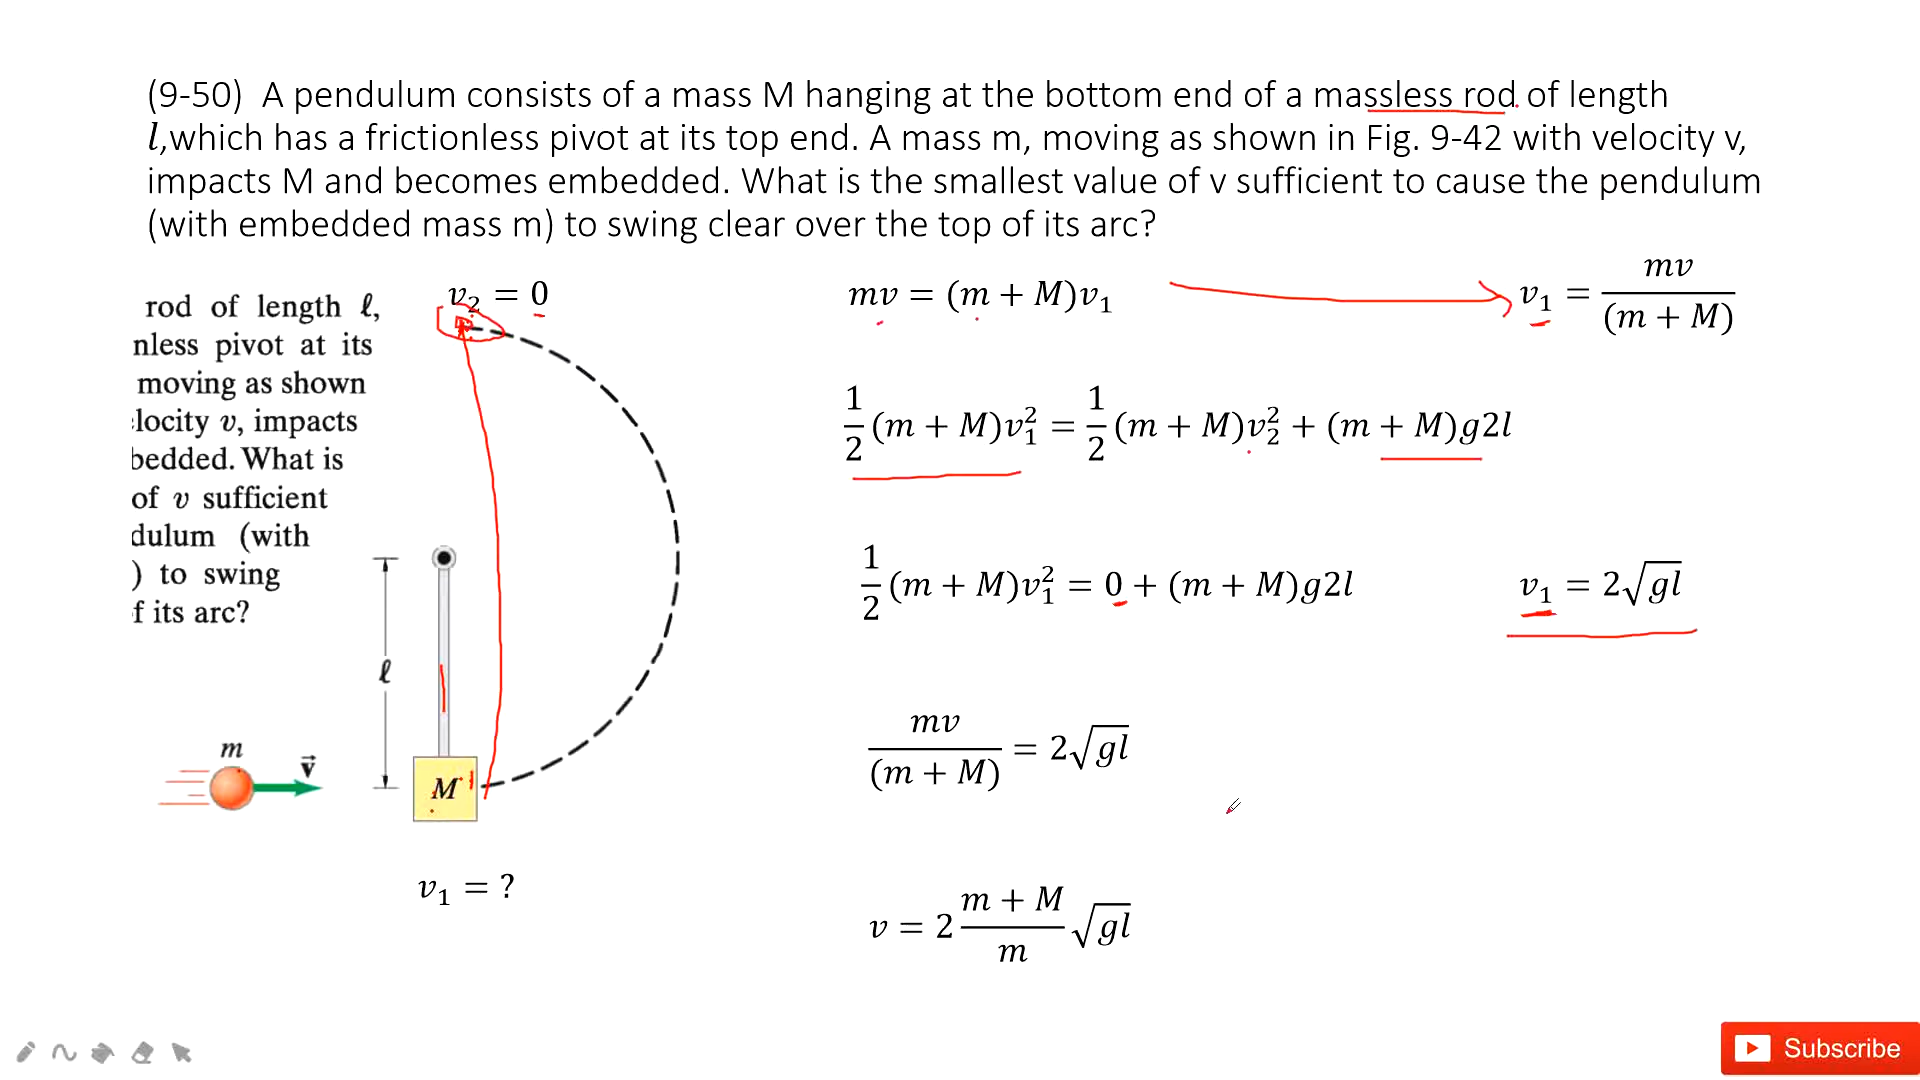 (9-50) A pendulum consists of a mass M hanging at the bottom end of a massless rod of length
l,which has a frictionless pivot at its top end. A mass m, moving as shown in Fig. 9-42 with velocity v,
impacts M and becomes embedded. What is the smallest value of v sufficient to cause the pendulum
(with embedded mass m) to swing clear over the top of its arc?
rod of length ℓ,
nless pivot at its
moving as shown
locity v, impacts
bedded. What is
of v sufficient
dulum (with
) to swing
f its arc?
v₂ = 0
ℓ
m
v⃗
M
v₁ = ?
mv = (m + M)v₁
v₁ = mv/(m + M)
1/2 (m + M)v₁² = 1/2 (m + M)v₂² + (m + M)g2l
1/2 (m + M)v₁² = 0 + (m + M)g2l
v₁ = 2√gl
mv/(m + M) = 2√gl
v = 2 (m + M)/m √gl
Subscribe